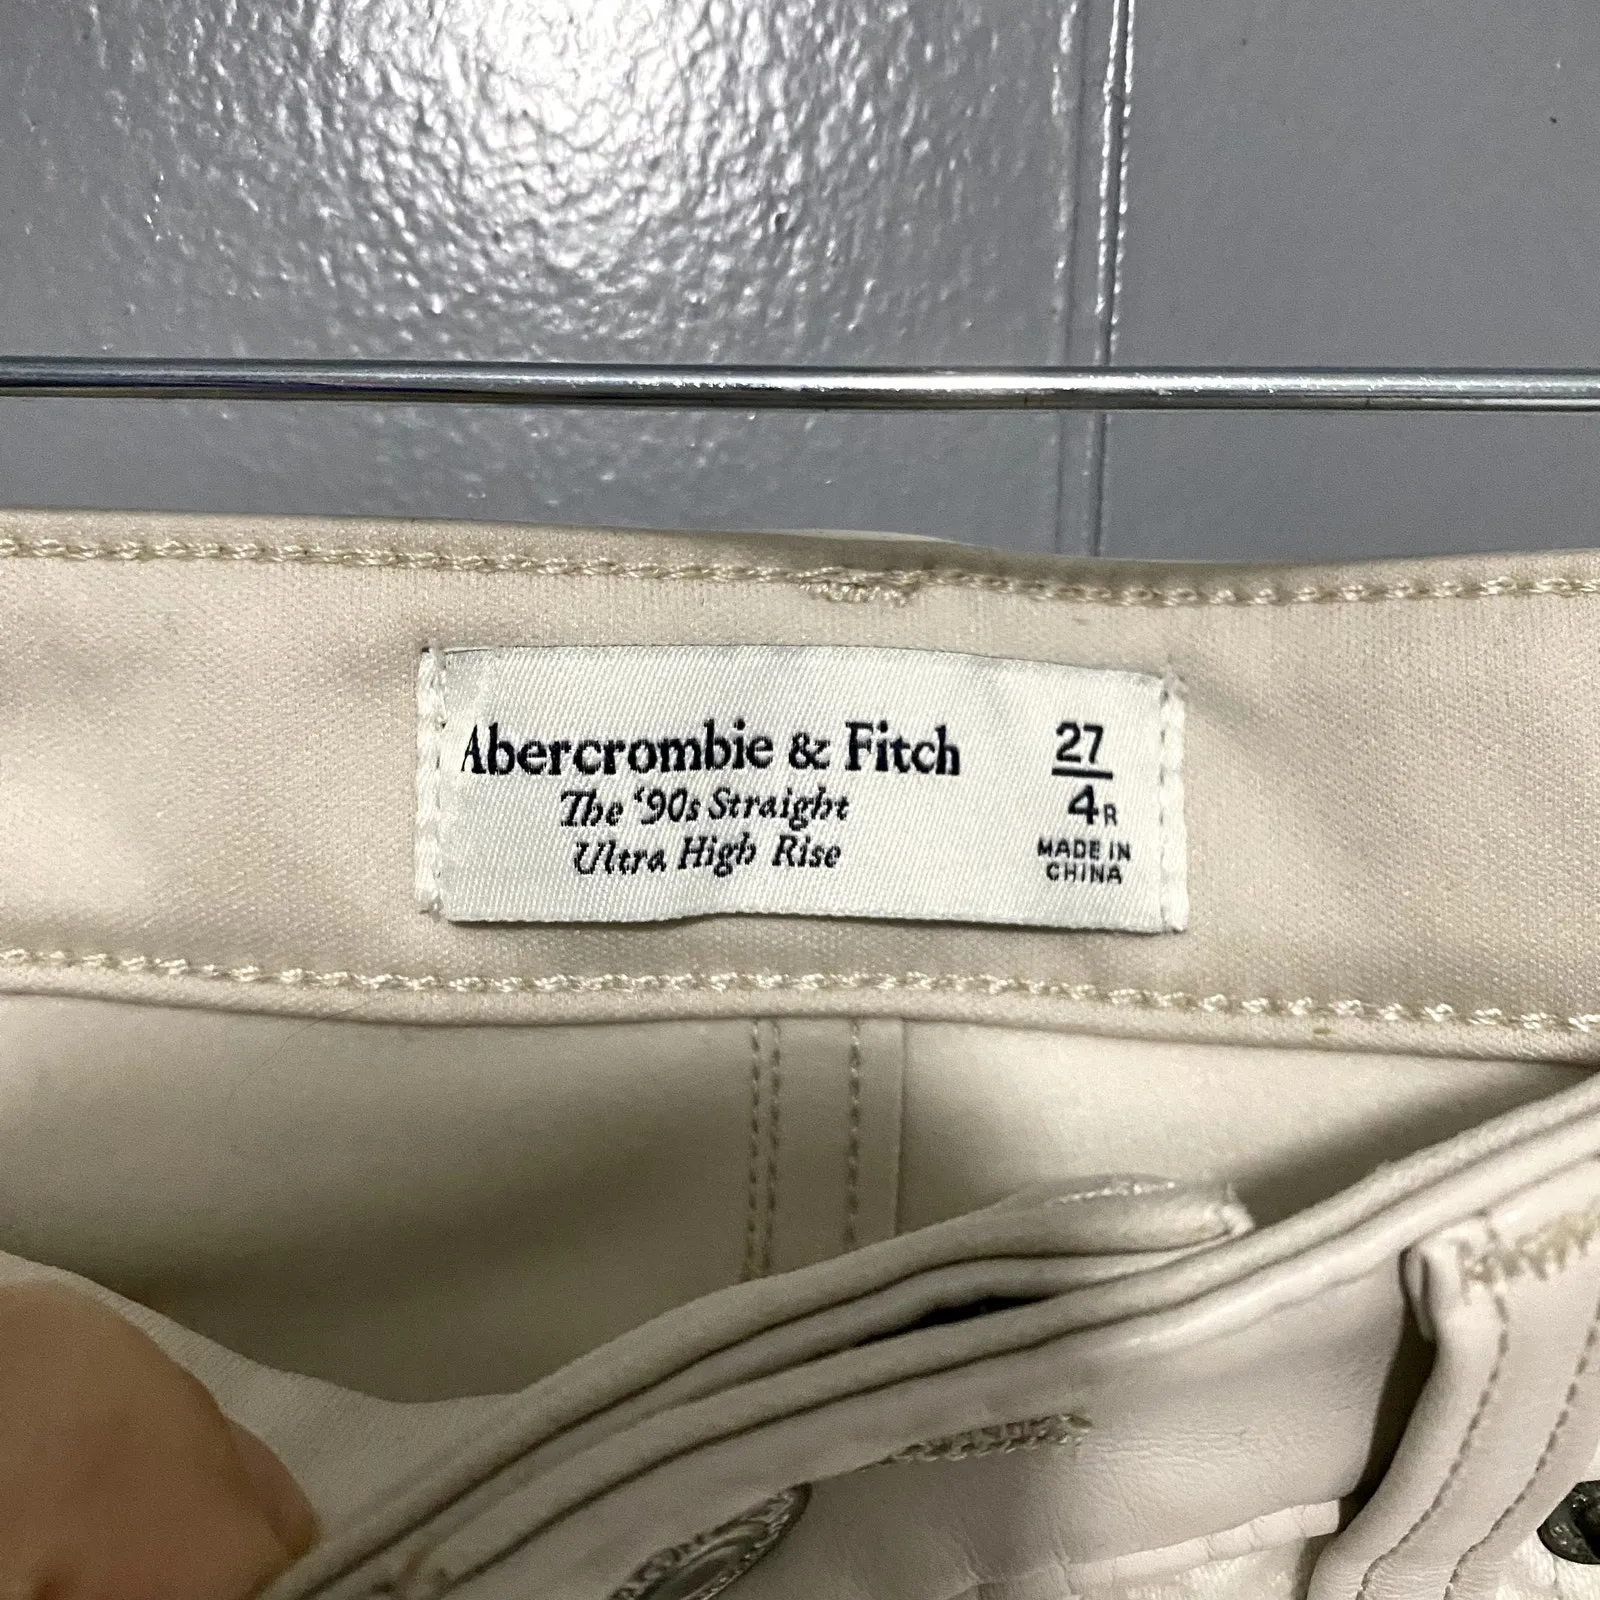 Abercrombie & Fitch
The ‘90s Straight
Ultra High Rise
27
4R
MADE IN
CHINA